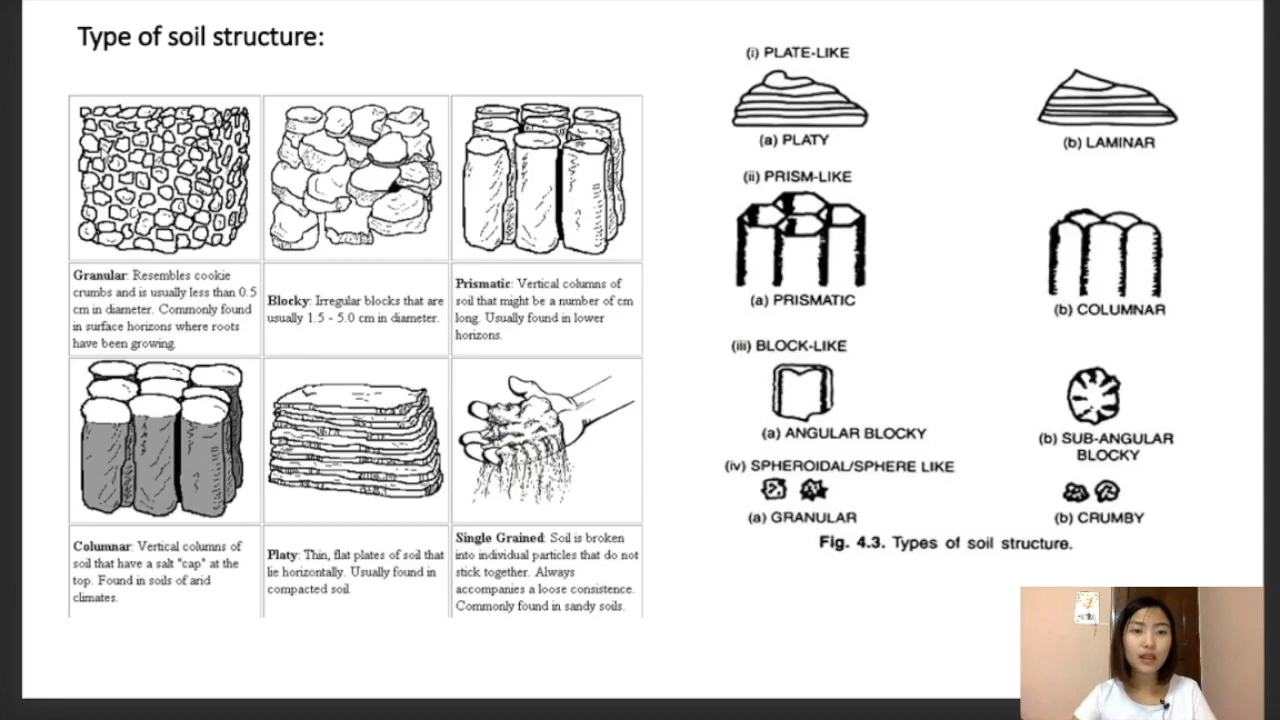 Type of soil structure:
Granular: Resembles cookie
crumbs and is usually less than 0.5
cm in diameter. Commonly found
in surface horizons where roots
have been growing.
Blocky: Irregular blocks that are
usually 1.5 - 5.0 cm in diameter.
Prismatic: Vertical columns of
soil that might be a number of cm
long. Usually found in lower
horizons.
Columnar: Vertical columns of
soil that have a salt "cap" at the
top. Found in soils of arid
climates.
Platy: Thin, flat plates of soil that
lie horizontally. Usually found in
compacted soil.
Single Grained: Soil is broken
into individual particles that do not
stick together. Always
accompanies a loose consistence.
Commonly found in sandy soils.
(i) PLATE-LIKE
(a) PLATY
(b) LAMINAR
(ii) PRISM-LIKE
(a) PRISMATIC
(b) COLUMNAR
(iii) BLOCK-LIKE
(a) ANGULAR BLOCKY
(b) SUB-ANGULAR
BLOCKY
(iv) SPHEROIDAL/SPHERE LIKE
(a) GRANULAR
(b) CRUMBY
Fig. 4.3. Types of soil structure.